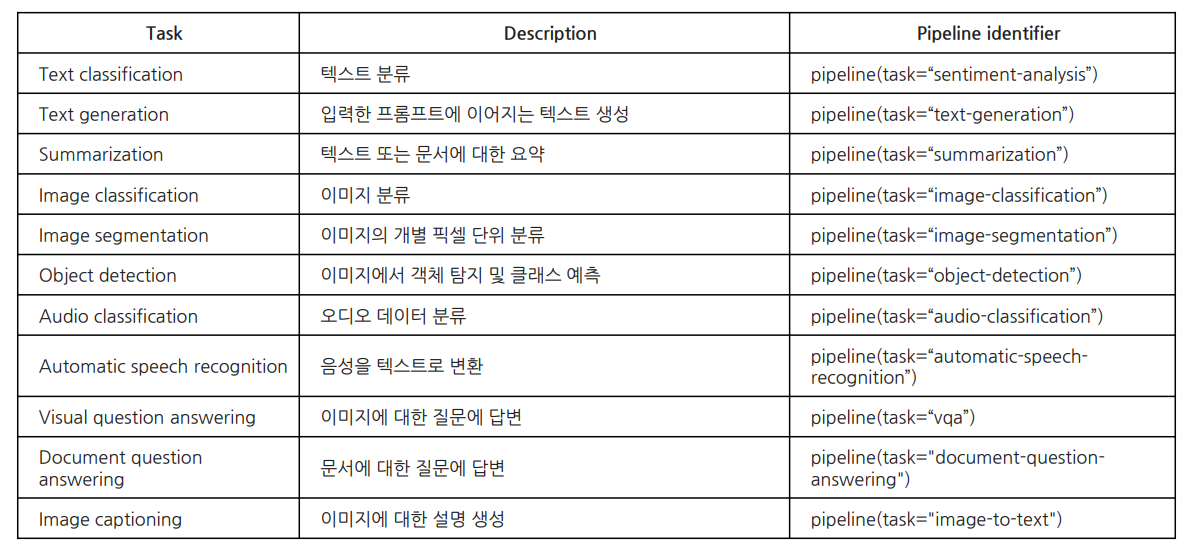 Task Description Pipeline identifier
Text classification 텍스트 분류 pipeline(task=“sentiment-analysis”)
Text generation 입력한 프롬프트에 이어지는 텍스트 생성 pipeline(task=“text-generation”)
Summarization 텍스트 또는 문서에 대한 요약 pipeline(task=“summarization”)
Image classification 이미지 분류 pipeline(task=“image-classification”)
Image segmentation 이미지의 개별 픽셀 단위 분류 pipeline(task=“image-segmentation”)
Object detection 이미지에서 객체 탐지 및 클래스 예측 pipeline(task=“object-detection”)
Audio classification 오디오 데이터 분류 pipeline(task=“audio-classification”)
Automatic speech recognition 음성을 텍스트로 변환 pipeline(task=“automatic-speech-
recognition”)
Visual question answering 이미지에 대한 질문에 답변 pipeline(task=“vqa”)
Document question
answering 문서에 대한 질문에 답변 pipeline(task="document-question-
answering")
Image captioning 이미지에 대한 설명 생성 pipeline(task="image-to-text")